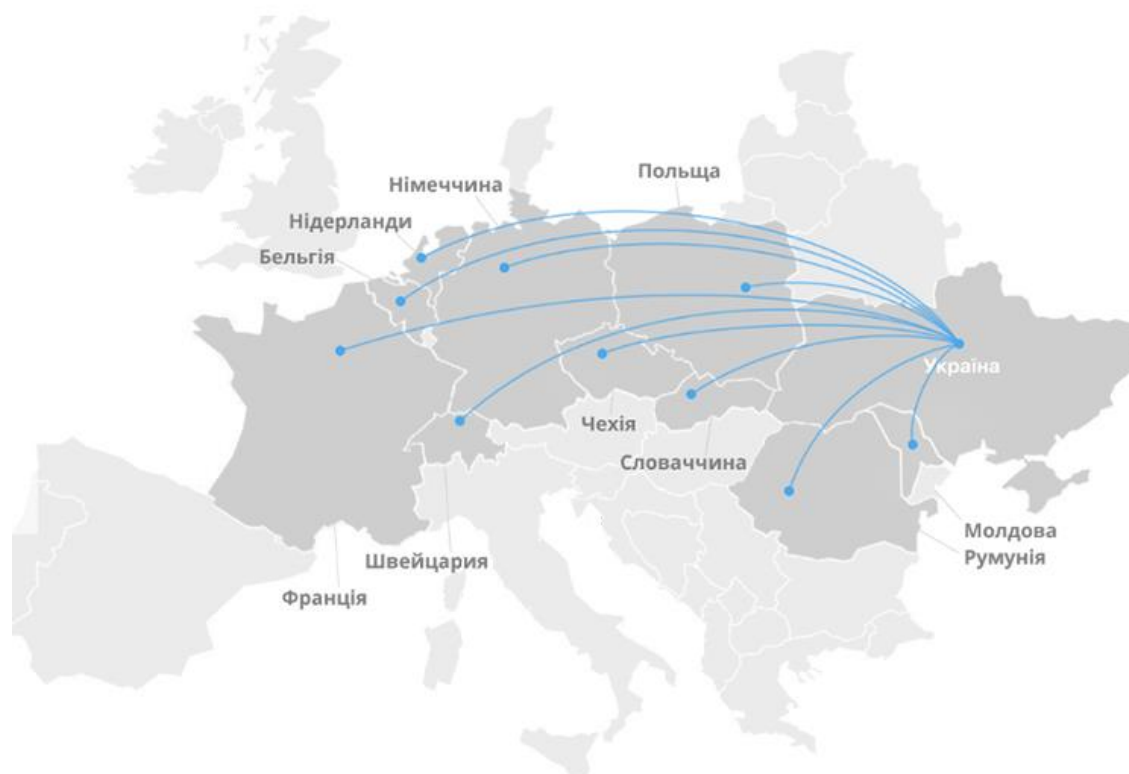 Польща
Німеччина
Нідерланди
Бельгія
Україна
Чехія
Словаччина
Молдова
Румунія
Швейцария
Франція